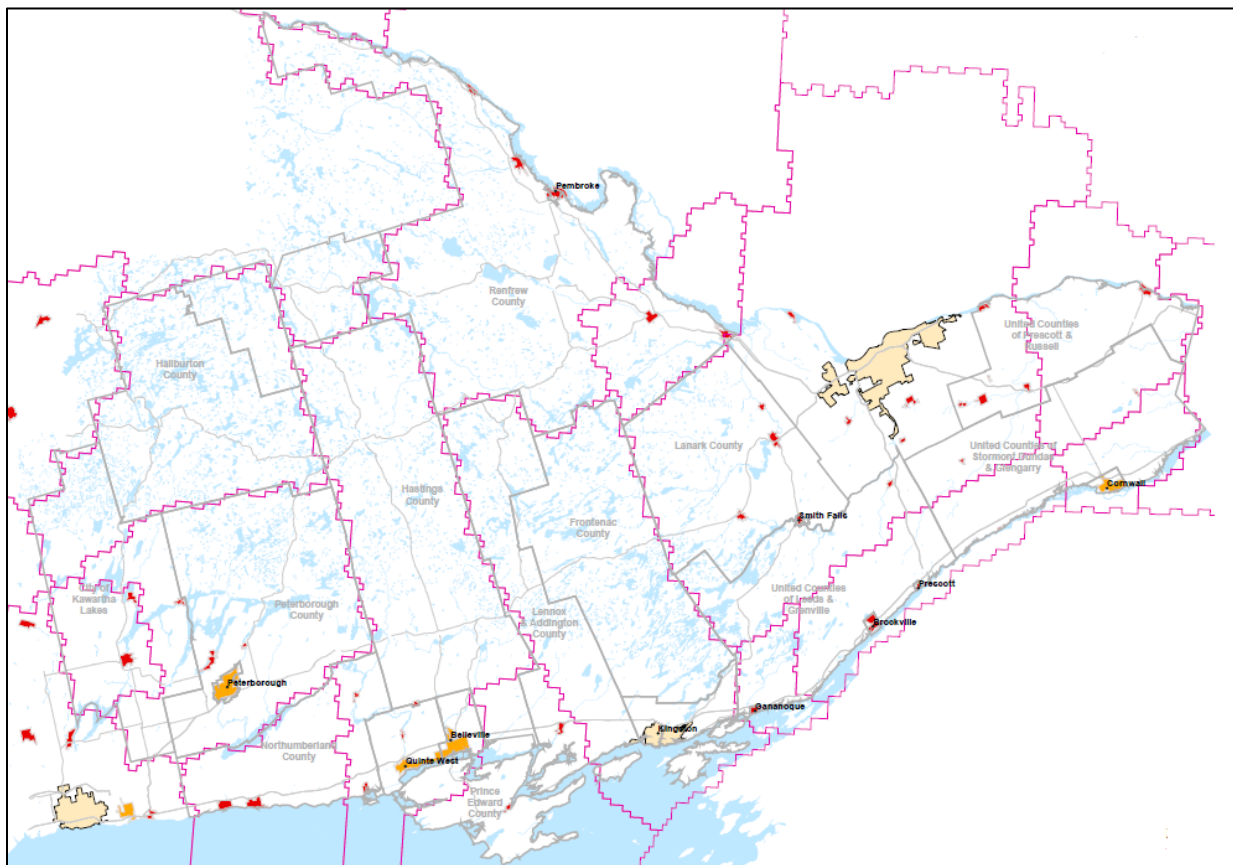 Pembroke
Renfrew
County
United Counties
of Prescott &
Russell
Haliburton
County
Lanark County
United Counties of
Stormont Dundas
& Glengarry
Cornwall
Hastings
County
Frontenac
County
Smith Falls
City of
Kawartha
Lakes
Peterborough
County
Lennox
& Addington
County
United Counties
of Leeds &
Grenville
Prescott
Brockville
Peterborough
Gananoque
Kingston
Belleville
Northumberland
County
Quinte West
Prince
Edward
County